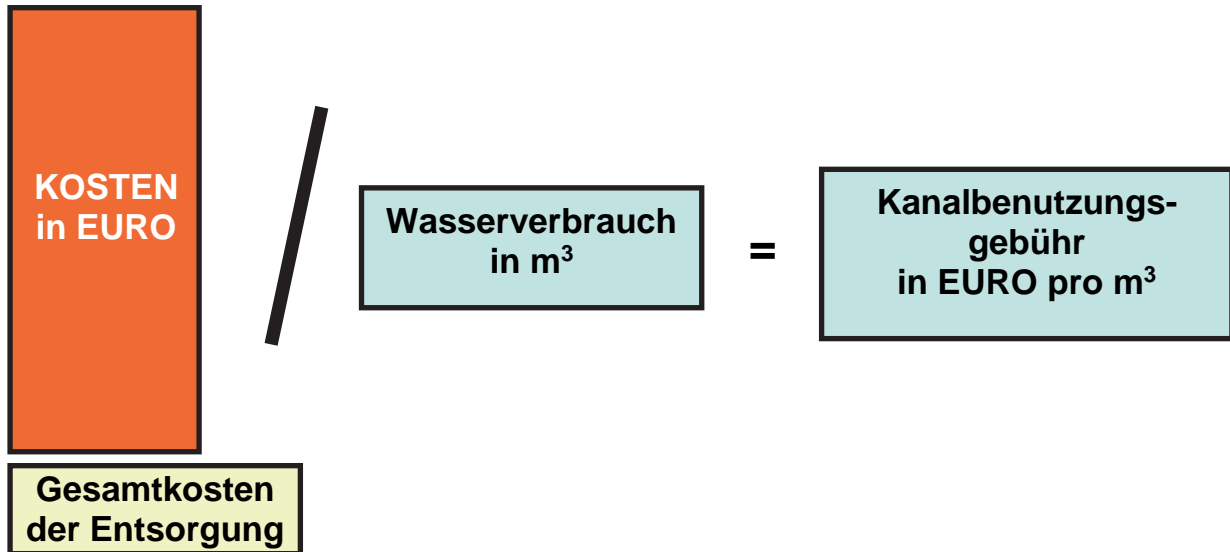 KOSTEN
in EURO
/
Wasserverbrauch
in m³
=
Kanalbenutzungs-
gebühr
in EURO pro m³
Gesamtkosten
der Entsorgung